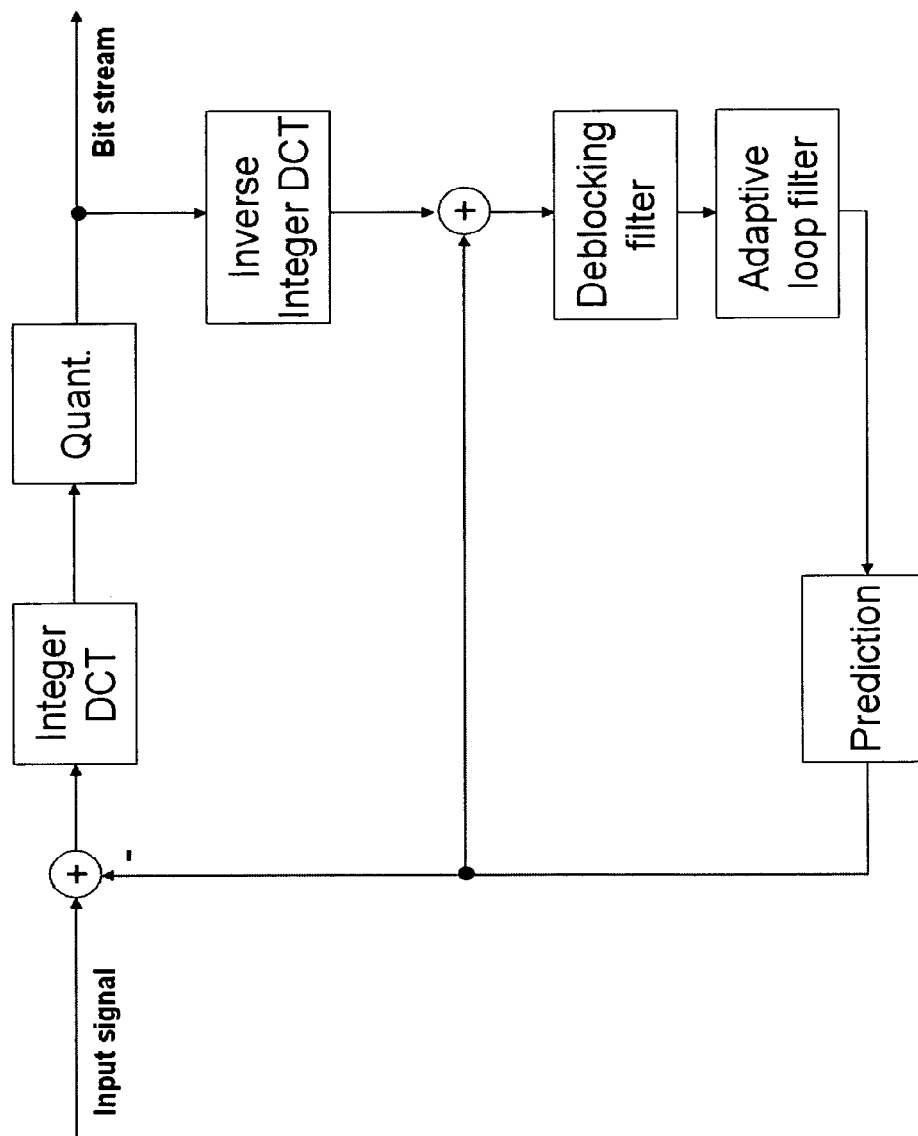 Input signal
+
-
Integer
DCT
Quant.
Bit stream
Inverse
Integer DCT
+
Deblocking
filter
Adaptive
loop filter
Prediction